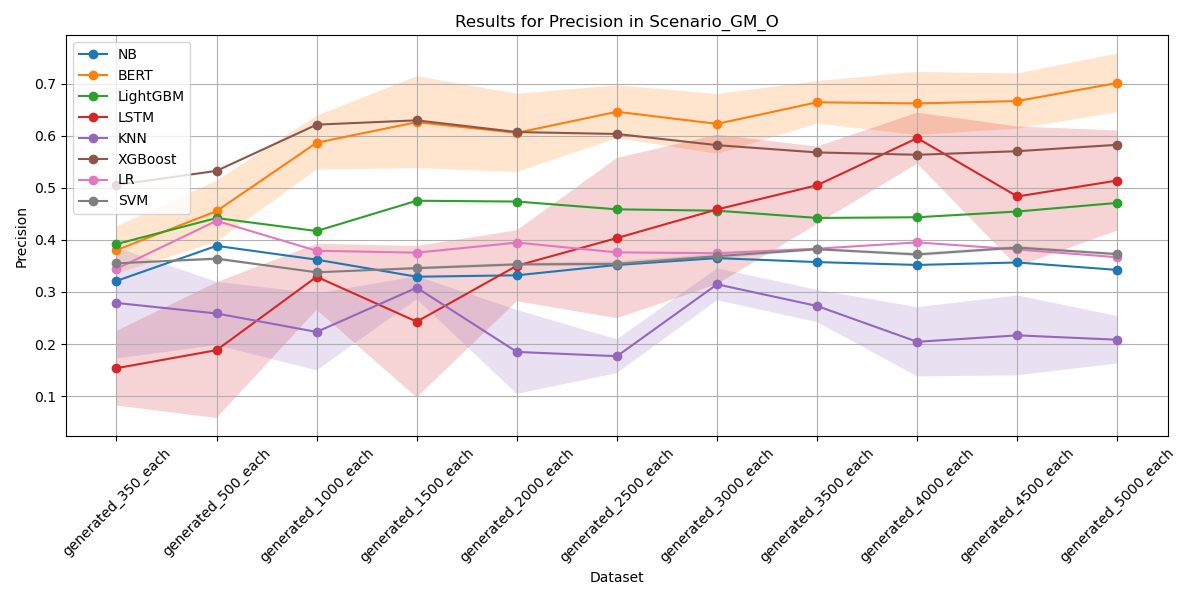 Results for Precision in Scenario_GM_O
NB
BERT
LightGBM
LSTM
KNN
XGBoost
LR
SVM
Precision
0.7
0.6
0.5
0.4
0.3
0.2
0.1
generated_350_each
generated_500_each
generated_1000_each
generated_1500_each
generated_2000_each
generated_2500_each
generated_3000_each
generated_3500_each
generated_4000_each
generated_4500_each
generated_5000_each
Dataset